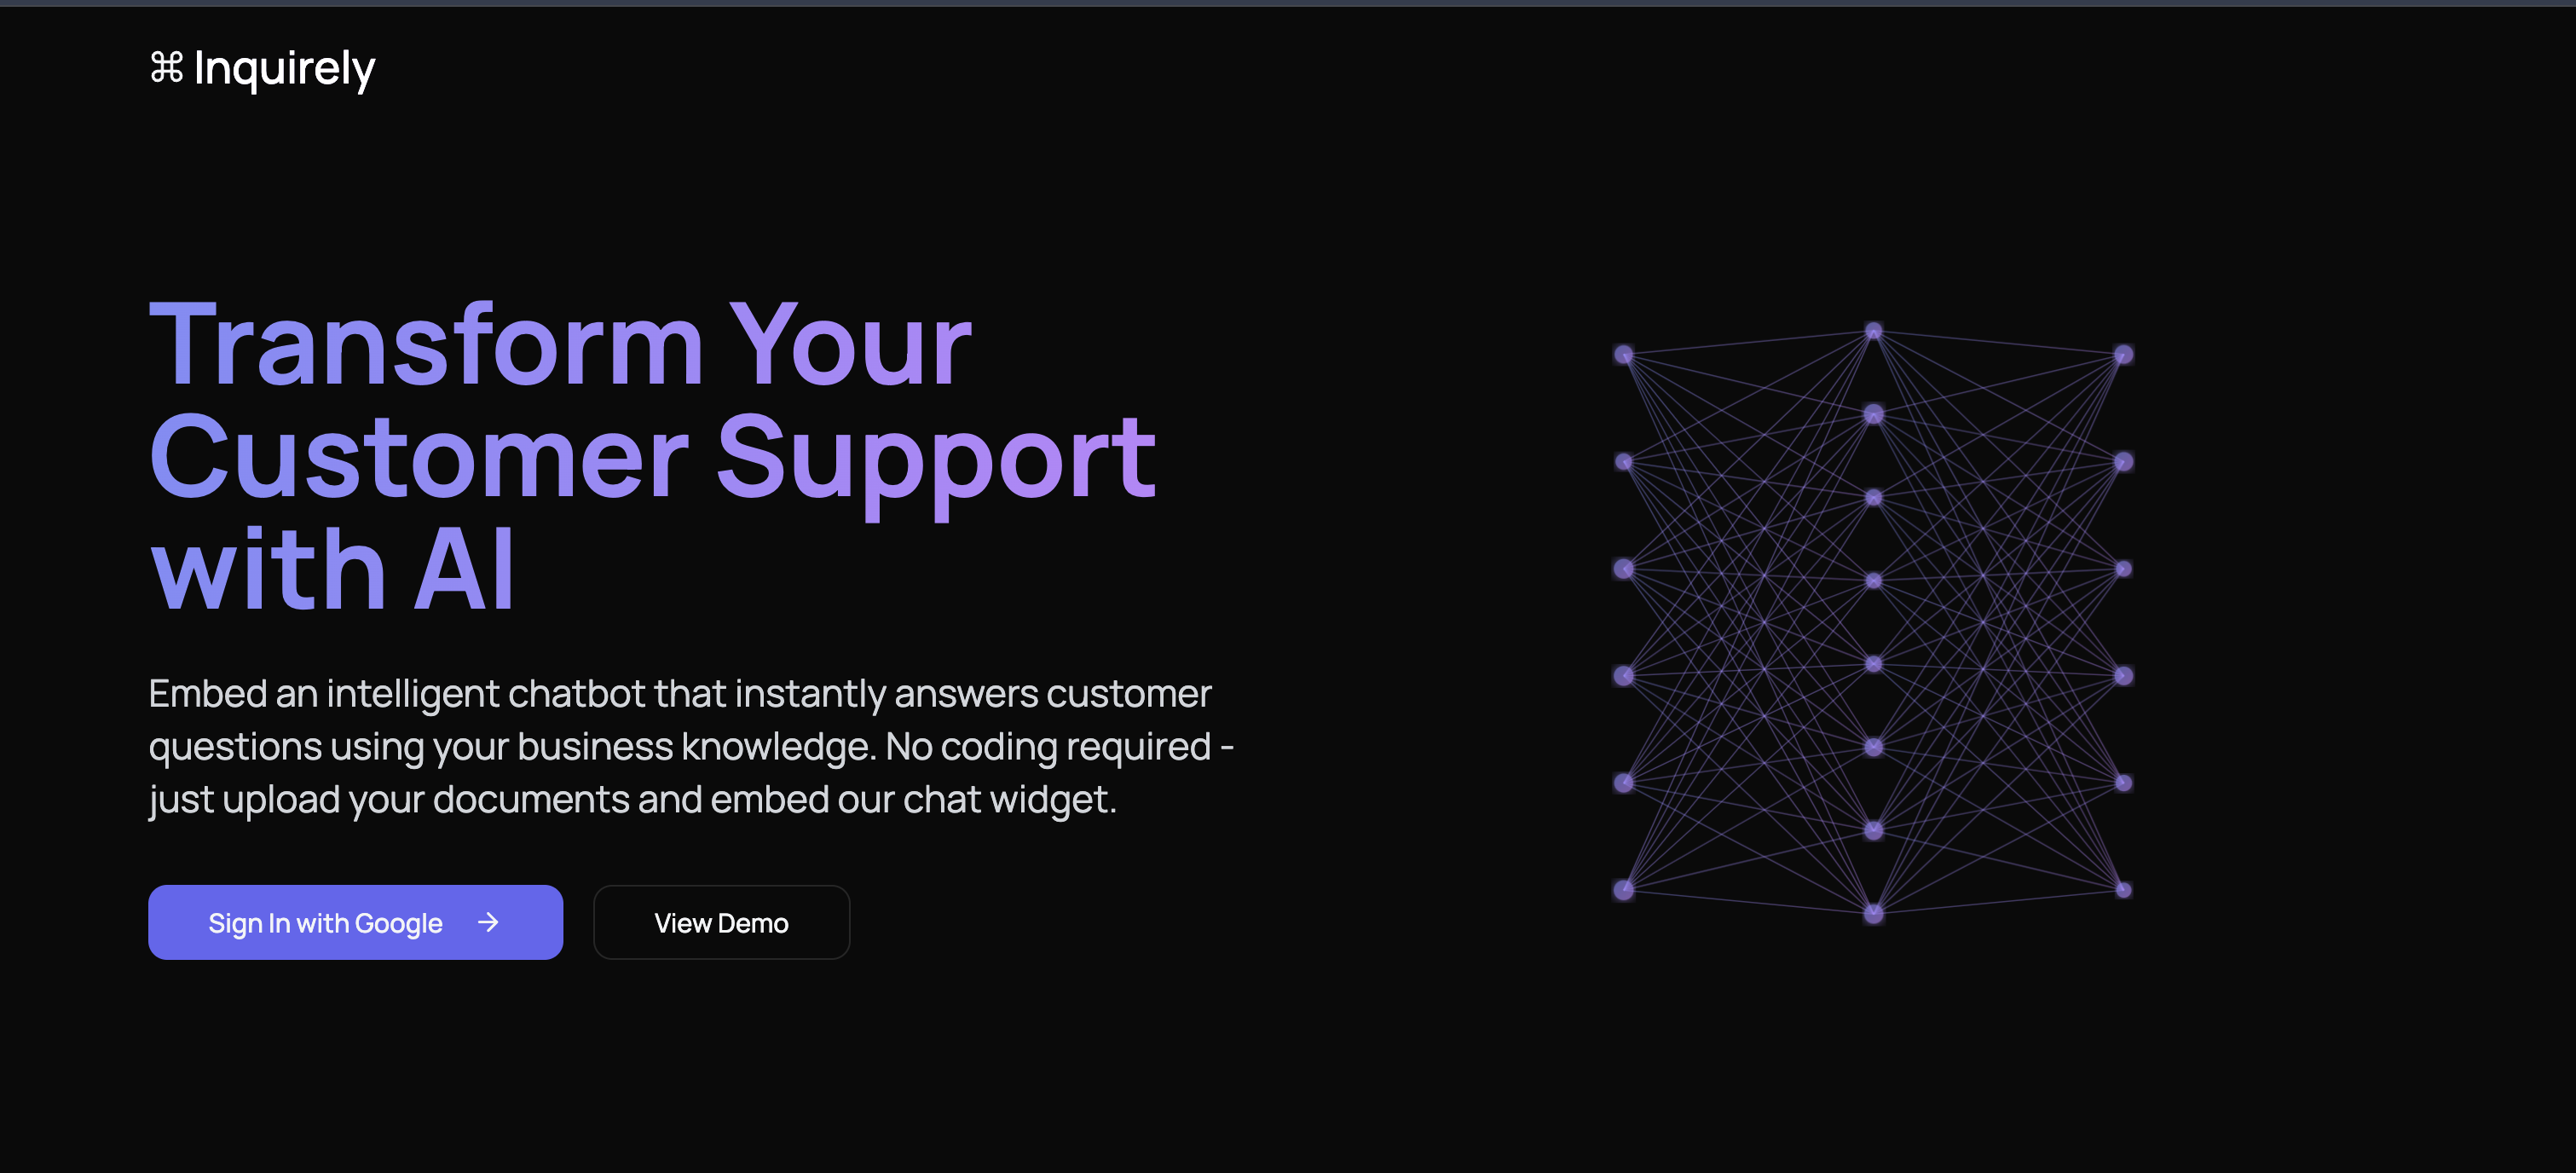 ⌘ Inquirely
Transform Your
Customer Support
with AI
Embed an intelligent chatbot that instantly answers customer
questions using your business knowledge. No coding required -
just upload your documents and embed our chat widget.
Sign In with Google →
View Demo